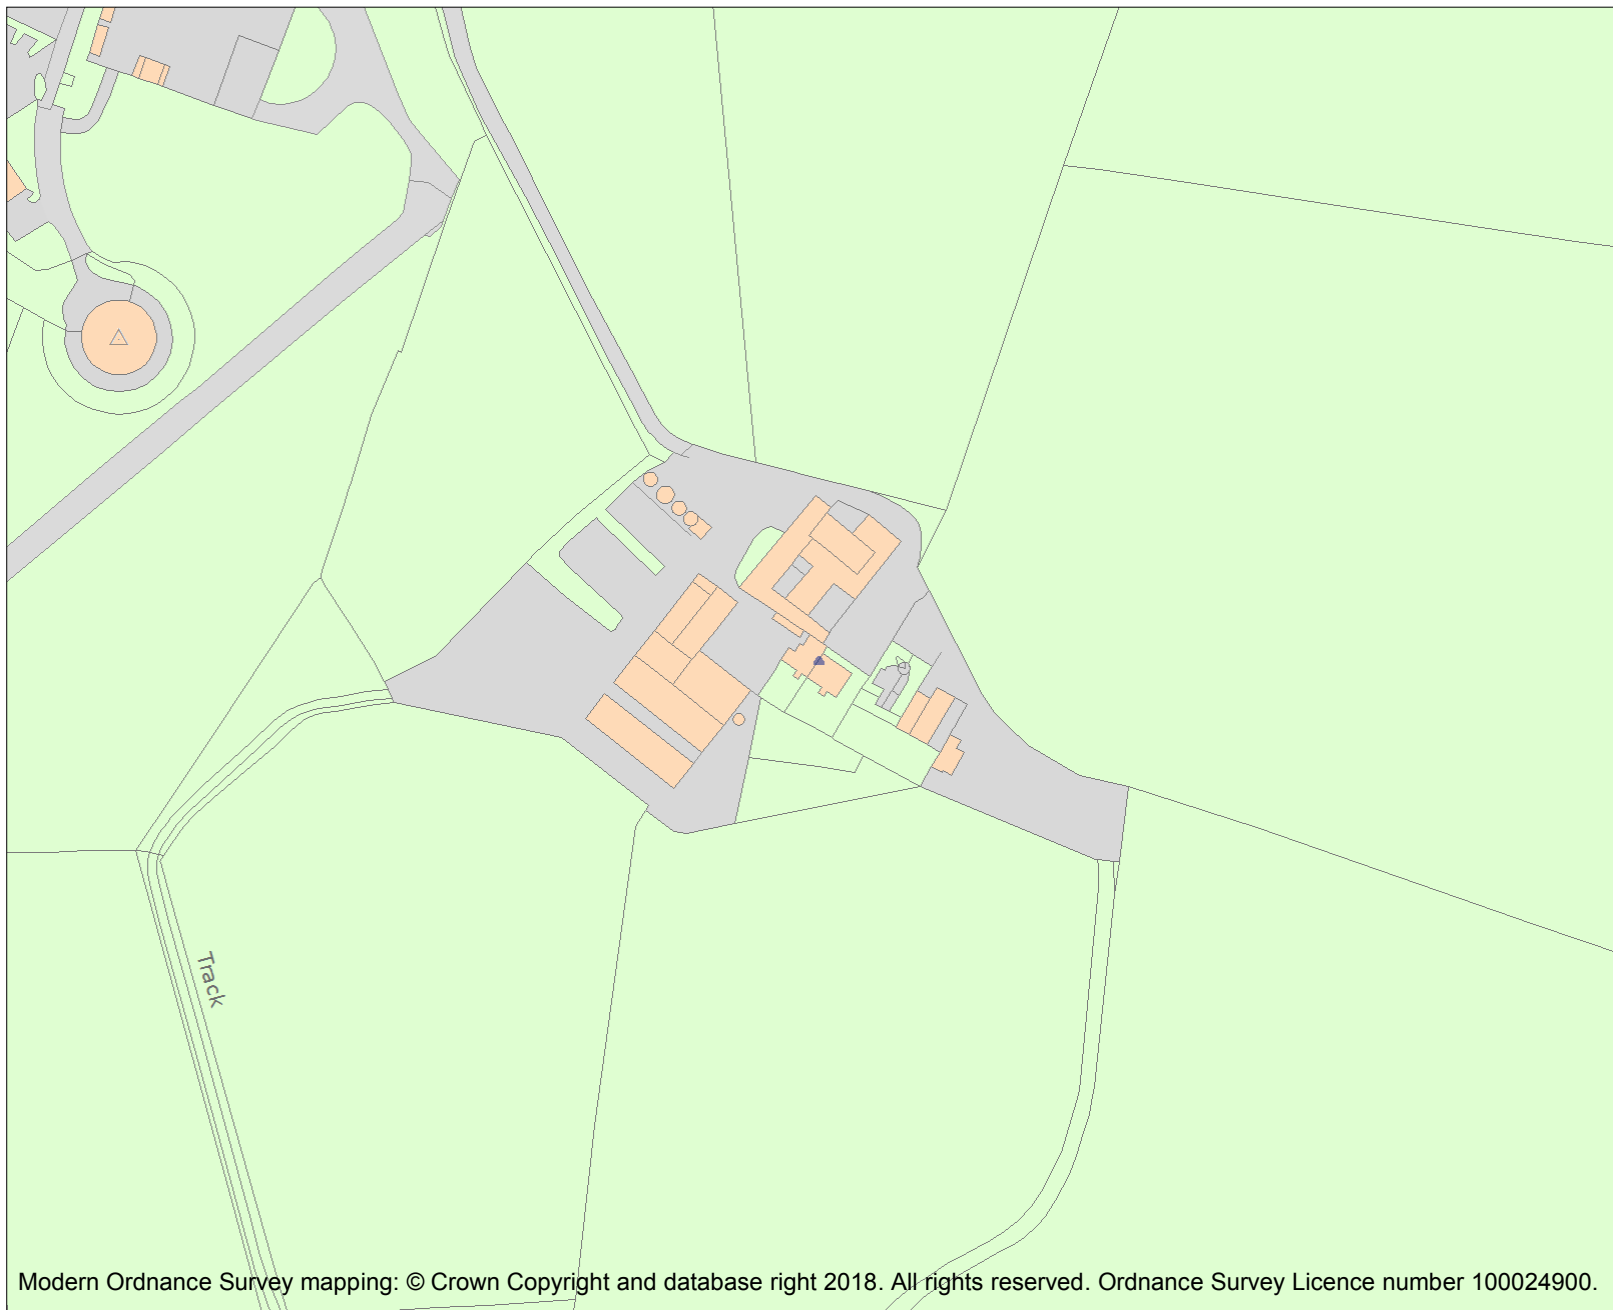 Track
Modern Ordnance Survey mapping: © Crown Copyright and database right 2018. All rights reserved. Ordnance Survey Licence number 100024900.